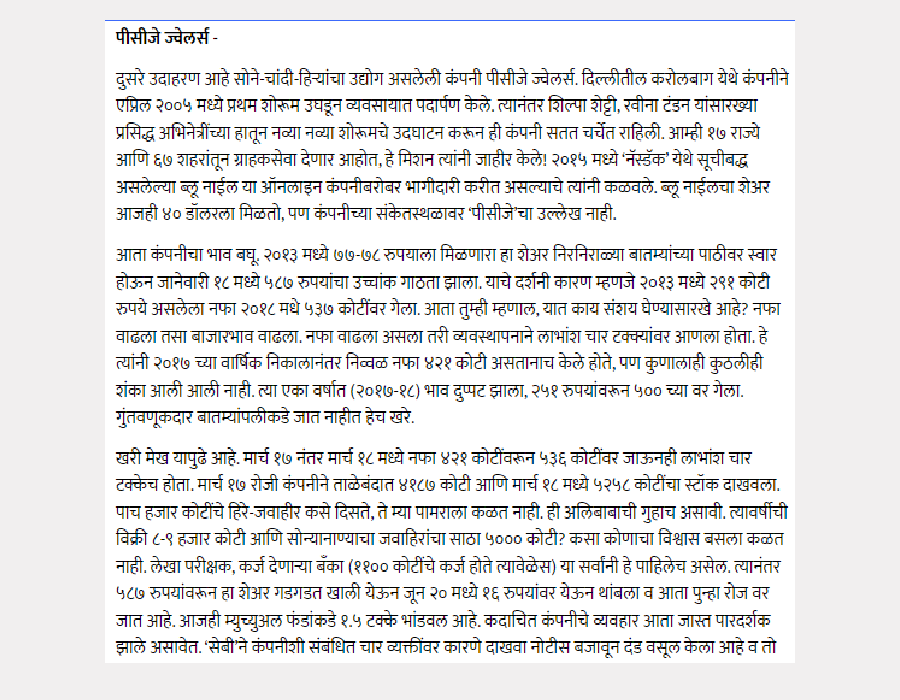 पीसीजे ज्वेलर्स -
दुसरे उदाहरण आहे सोने-चांदी-हिऱ्यांचा उद्योग असलेली कंपनी पीसीजे ज्वेलर्स. दिल्लीतील करोलबाग येथे कंपनीने
एप्रिल २००५ मध्ये प्रथम शोरूम उघडून व्यवसायात पदार्पण केले. त्यानंतर शिल्पा शेट्टी, रवीना टंडन यांसारख्या
प्रसिद्ध अभिनेत्रींच्या हातून नव्या नव्या शोरूमचे उदघाटन करून ही कंपनी सतत चर्चेत राहिली. आम्ही १७ राज्ये
आणि ६७ शहरांतून ग्राहकसेवा देणार आहोत, हे मिशन त्यांनी जाहीर केले! २०१५ मध्ये ‘नॅस्डॅक’ येथे सूचीबद्ध
असलेल्या ब्लू नाईल या ऑनलाइन कंपनीबरोबर भागीदारी करीत असल्याचे त्यांनी कळवले. ब्लू नाईलचा शेअर
आजही ४० डॉलरला मिळतो, पण कंपनीच्या संकेतस्थळावर ‘पीसीजे’चा उल्लेख नाही.
आता कंपनीचा भाव बघू. २०१३ मध्ये ७७-७८ रुपयाला मिळणारा हा शेअर निरनिराळ्या बातम्यांच्या पाठीवर स्वार
होऊन जानेवारी १८ मध्ये ५८७ रुपयांचा उच्चांक गाठता झाला. याचे दर्शनी कारण म्हणजे २०१३ मध्ये २९१ कोटी
रुपये असलेला नफा २०१८ मधे ५३७ कोटींवर गेला. आता तुम्ही म्हणाल, यात काय संशय घेण्यासारखे आहे? नफा
वाढला तसा बाजारभाव वाढला. नफा वाढला असला तरी व्यवस्थापनाने लाभांश चार टक्क्यांवर आणला होता. हे
त्यांनी २०१७ च्या वार्षिक निकालानंतर निव्वळ नफा ४२१ कोटी असतानाच केले होते, पण कुणालाही कुठलीही
शंका आली आली नाही. त्या एका वर्षात (२०१७-१८) भाव दुप्पट झाला, २५१ रुपयांवरून ५०० च्या वर गेला.
गुंतवणूकदार बातम्यांपलीकडे जात नाहीत हेच खरे.
खरी मेख यापुढे आहे. मार्च १७ नंतर मार्च १८ मध्ये नफा ४२१ कोटींवरून ५३६ कोटींवर जाऊनही लाभांश चार
टक्केच होता. मार्च १७ रोजी कंपनीने ताळेबंदात ४१८७ कोटी आणि मार्च १८ मध्ये ५२५८ कोटींचा स्टॉक दाखवला.
पाच हजार कोटींचे हिरे-जवाहीर कसे दिसते, ते म्या पामराला कळत नाही. ही अलिबाबाची गुहाच असावी. त्यावर्षीची
विक्री ८-९ हजार कोटी आणि सोन्यानाण्याचा जवाहिरांचा साठा ५००० कोटी? कसा कोणाचा विश्वास बसला कळत
नाही. लेखा परीक्षक, कर्ज देणाऱ्या बँका (११०० कोटींचे कर्ज होते त्यावेळेस) या सर्वांनी हे पाहिलेच असेल. त्यानंतर
५८७ रुपयांवरून हा शेअर गडगडत खाली येऊन जून २० मध्ये १६ रुपयांवर येऊन थांबला व आता पुन्हा रोज वर
जात आहे. आजही म्युच्युअल फंडांकडे १.५ टक्के भांडवल आहे. कदाचित कंपनीचे व्यवहार आता जास्त पारदर्शक
झाले असावेत. ‘सेबी’ने कंपनीशी संबंधित चार व्यक्तींवर कारणे दाखवा नोटीस बजावून दंड वसूल केला आहे व तो